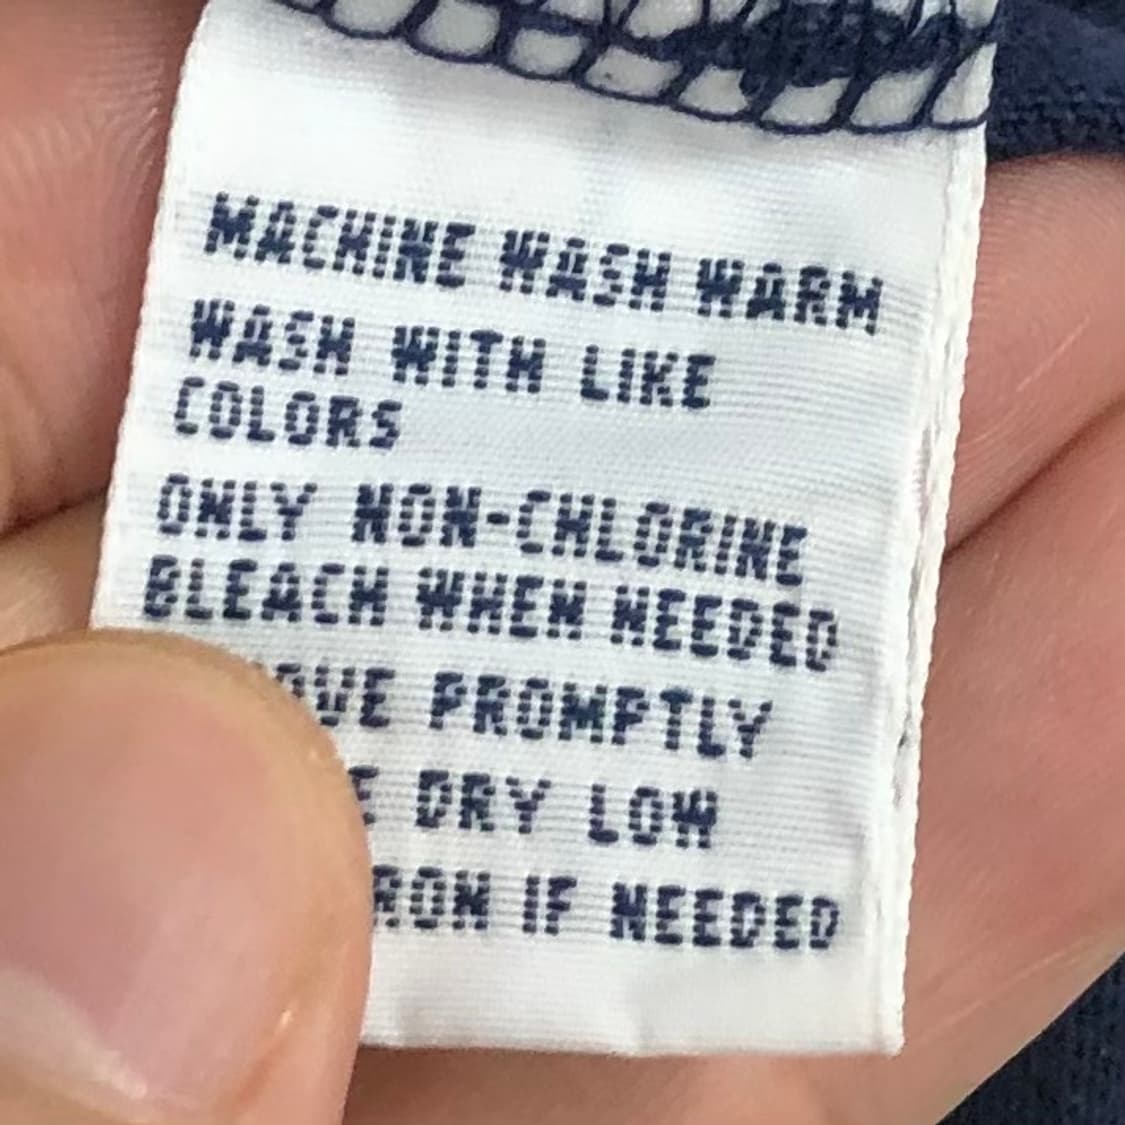 MACHINE WASH WARM
WASH WITH LIKE
COLORS
ONLY NON-CHLORINE
BLEACH WHEN NEEDED
PROMPTLY
DRY LOW
IF NEEDED